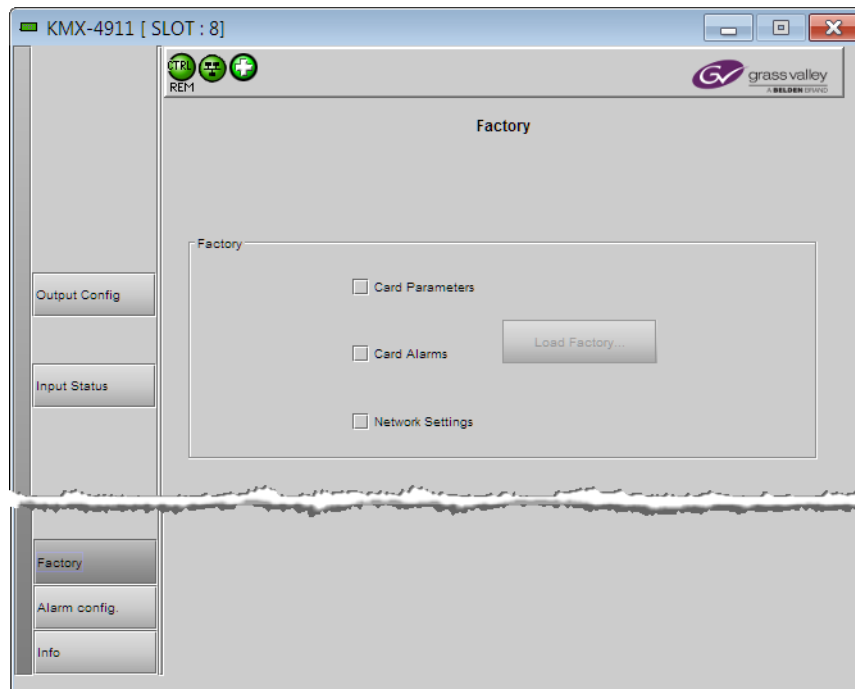 KMX-4911 [ SLOT : 8]
CTRL
REM
grass valley
A BELDEN BRAND
Factory
Factory
Card Parameters
Output Config
Load Factory...
Card Alarms
Input Status
Network Settings
Factory
Alarm config.
Info